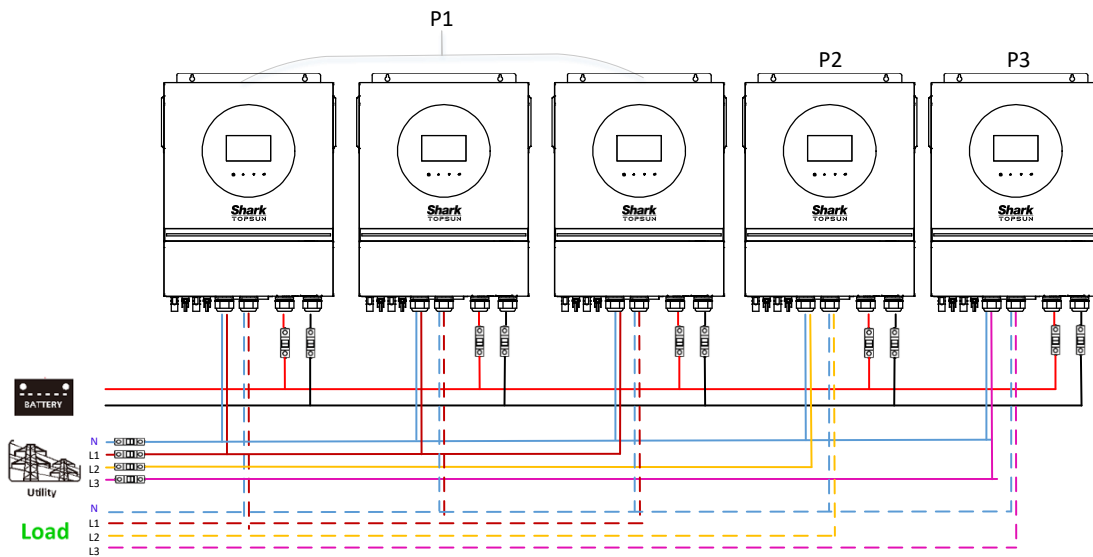 P1
P2
P3
Shark
TOPSUN
Shark
TOPSUN
Shark
TOPSUN
Shark
TOPSUN
Shark
TOPSUN
BATTERY
N
L1
L2
L3
Utility
N
L1
L2
L3
Load